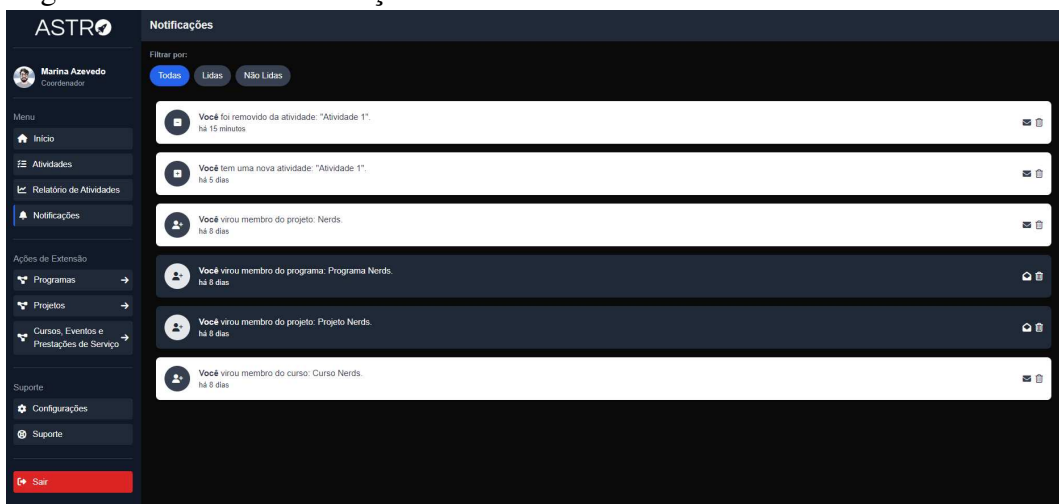 ASTRO
Marina Azevedo
Coordenador
Menu
Início
Atividades
Relatório de Atividades
Notificações
Ações de Extensão
Programas
Projetos
Cursos, Eventos e
Prestações de Serviço
Suporte
Configurações
Suporte
Sair
Notificações
Filtrar por:
Todas
Lidas
Não Lidas
Você foi removido da atividade: "Atividade 1".
há 15 minutos
Você tem uma nova atividade: "Atividade 1".
há 5 dias
Você virou membro do projeto: Nerds.
há 8 dias
Você virou membro do programa: Programa Nerds.
há 8 dias
Você virou membro do projeto: Projeto Nerds.
há 8 dias
Você virou membro do curso: Curso Nerds.
há 8 dias